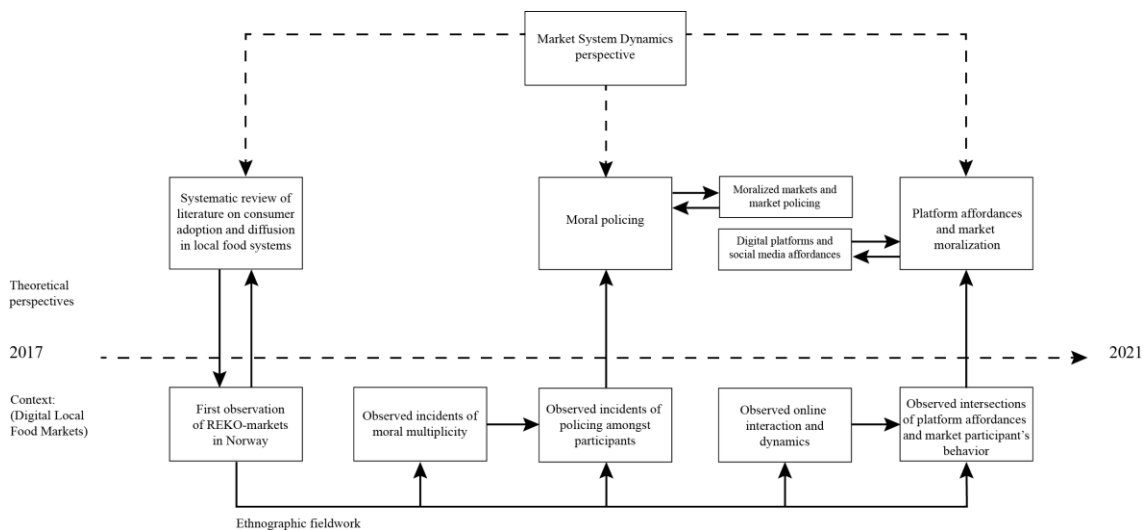 Market System Dynamics
perspective
Systematic review of
literature on consumer
adoption and diffusion in
local food systems
Moral policing
Moralized markets and
market policing
Digital platforms and
social media affordances
Platform affordances
and market
moralization
Theoretical
perspectives
2017
2021
Context:
(Digital Local
Food Markets)
First observation
of REKO-markets
in Norway
Observed incidents of
moral multiplicity
Observed incidents of
policing amongst
participants
Observed online
interaction and
dynamics
Observed intersections
of platform affordances
and market participant's
behavior
Ethnographic fieldwork